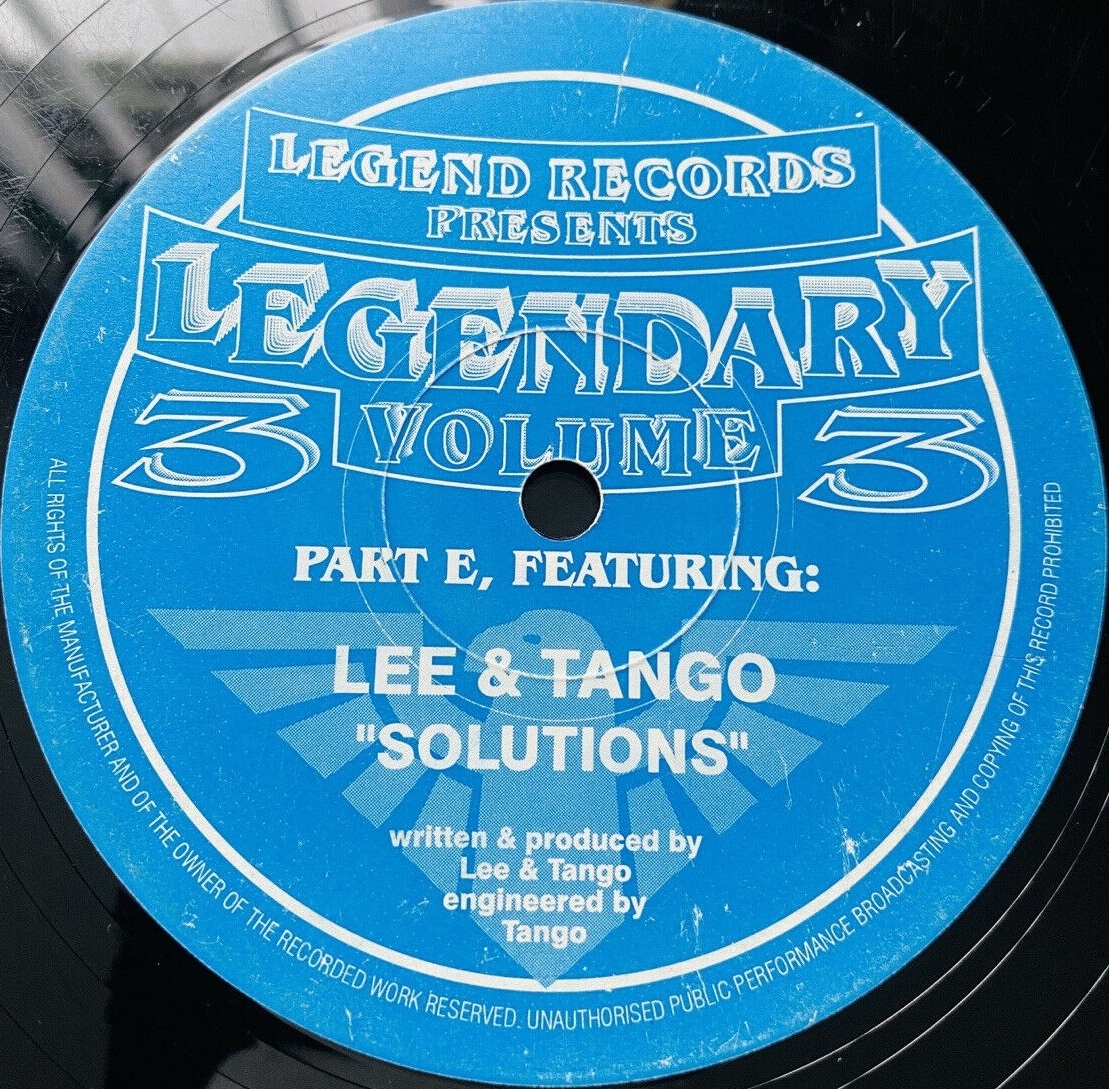 LEGEND RECORDS
PRESENTS
LEGENDARY
3 VOLUME 3
PART E, FEATURING:
LEE & TANGO
"SOLUTIONS"
written & produced by
Lee & Tango
engineered by
Tango
ALL RIGHTS OF THE MANUFACTURER AND OF THE OWNER OF THE RECORDED WORK RESERVED. UNAUTHORISED PUBLIC PERFORMANCE BROADCASTING AND COPYING OF THIS RECORD PROHIBITED